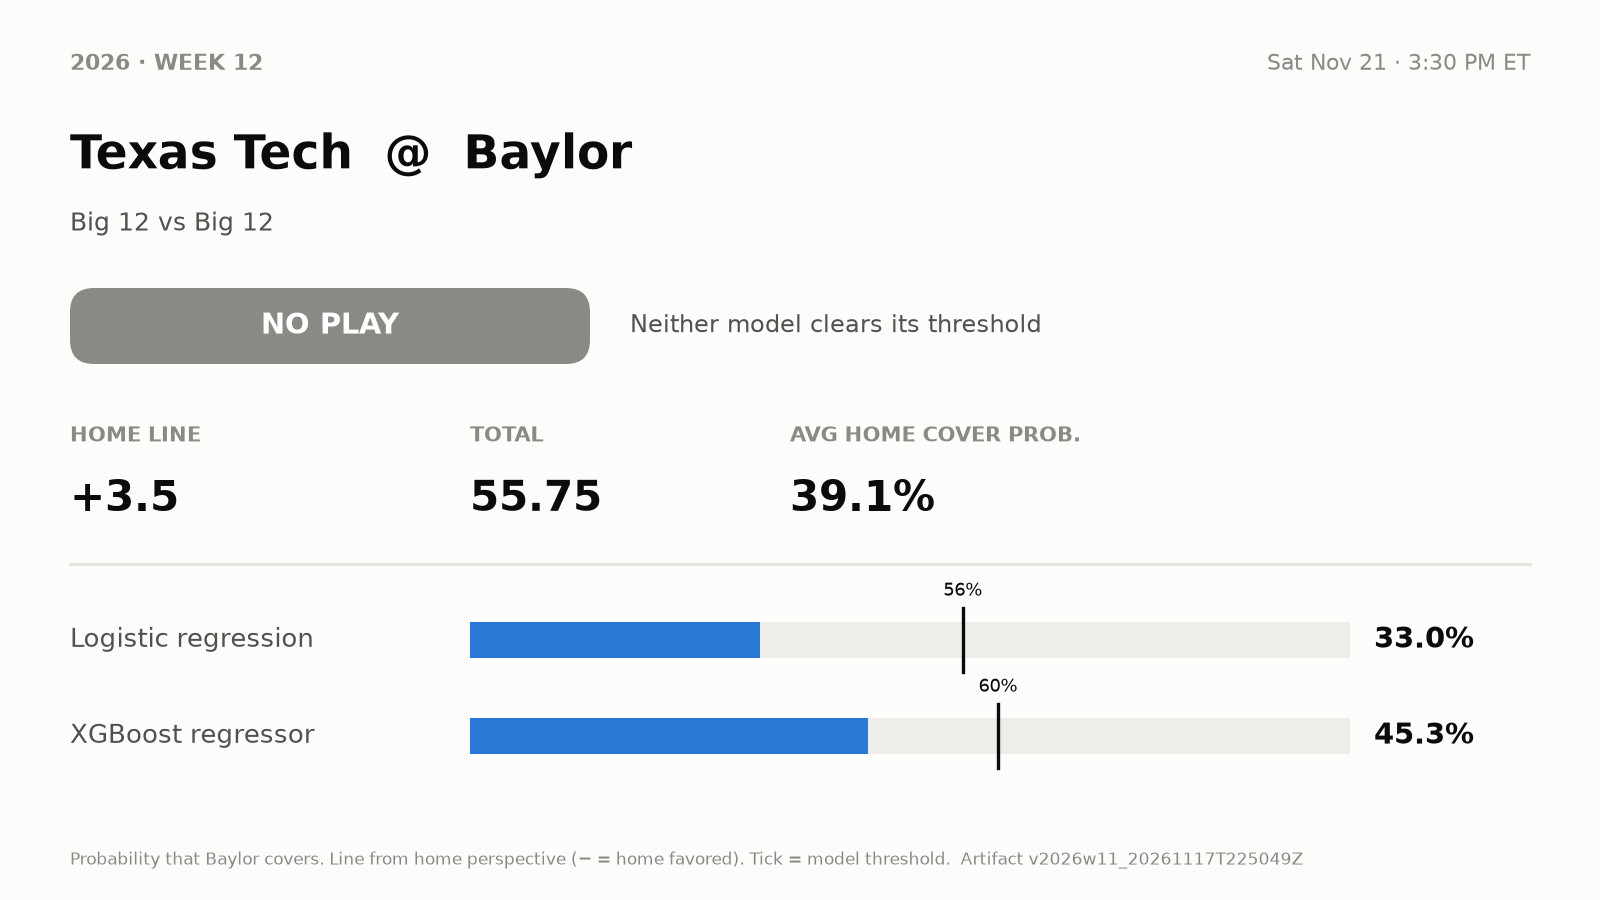 2026 · WEEK 12
Sat Nov 21 · 3:30 PM ET
Texas Tech @ Baylor
Big 12 vs Big 12
NO PLAY
Neither model clears its threshold
HOME LINE
TOTAL
AVG HOME COVER PROB.
+3.5
55.75
39.1%
56%
Logistic regression
33.0%
60%
XGBoost regressor
45.3%
Probability that Baylor covers. Line from home perspective (− = home favored). Tick = model threshold. Artifact v2026w11_20261117T225049Z